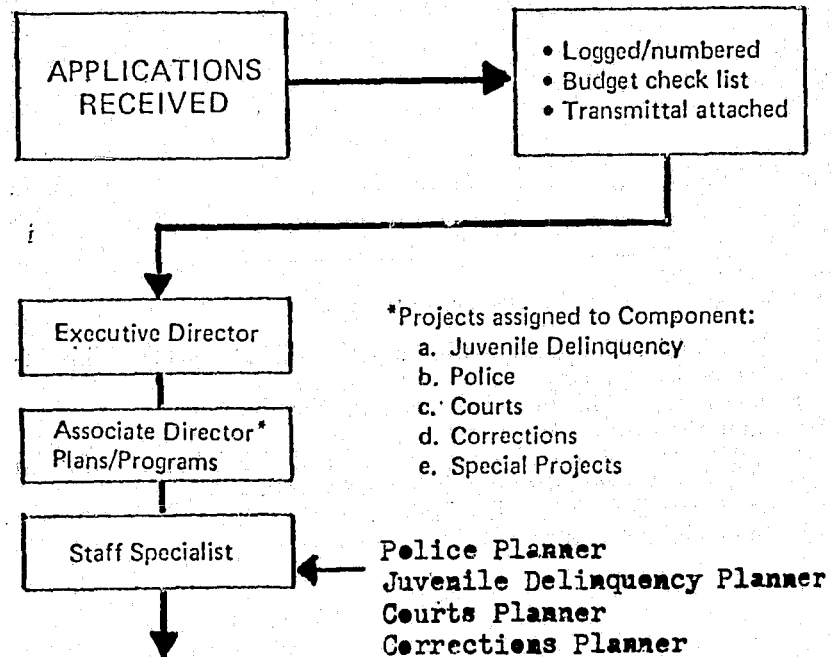 APPLICATIONS
RECEIVED
• Logged/numbered
• Budget check list
• Transmittal attached
i
Executive Director
*Projects assigned to Component:
a. Juvenile Delinquency
b. Police
c. Courts
d. Corrections
e. Special Projects
Associate Director*
Plans/Programs
Staff Specialist
Police Planner
Juvenile Delinquency Planner
Courts Planner
Corrections Planner